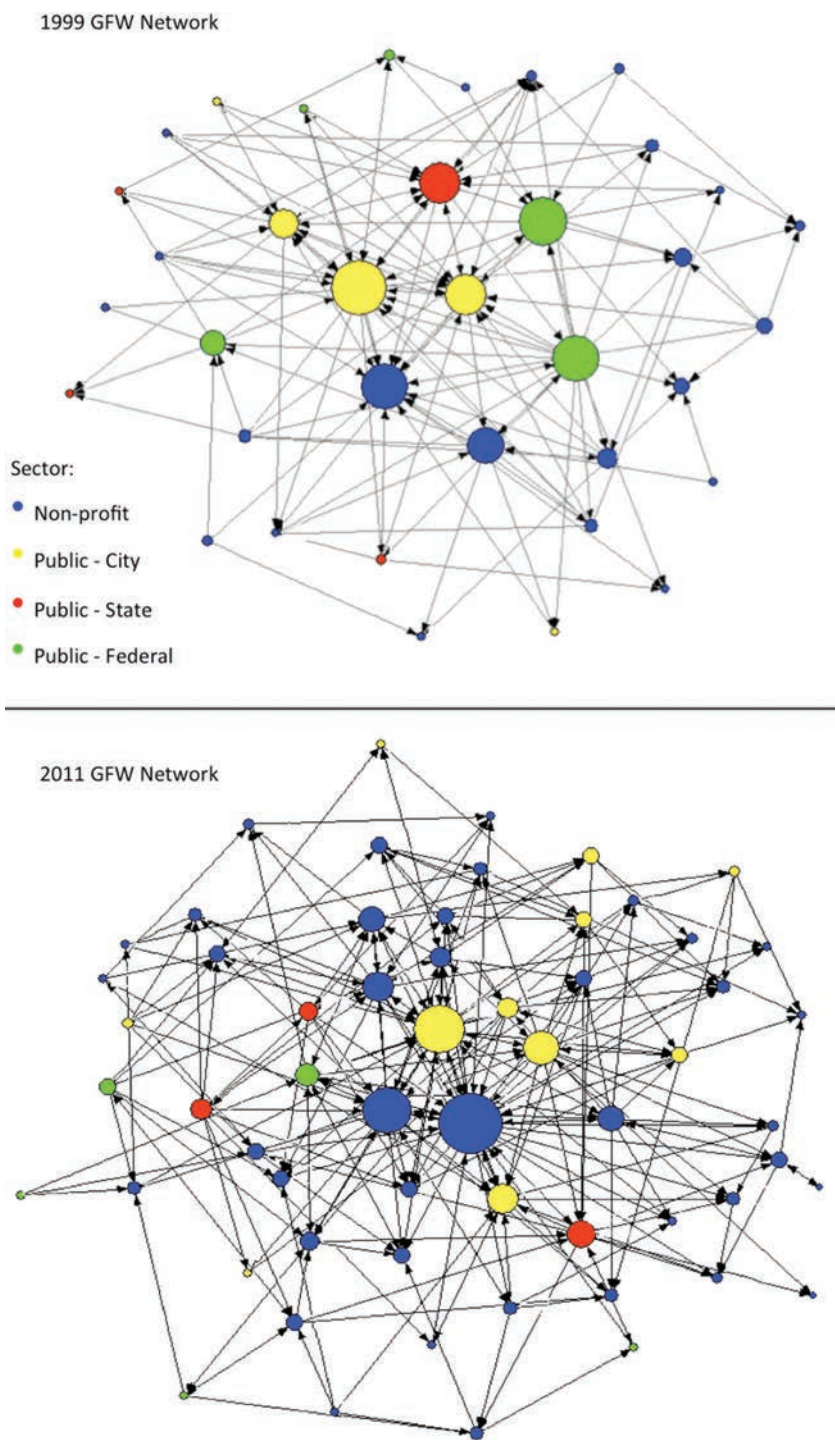 1999 GFW Network
Sector:
Non-profit
Public - City
Public - State
Public - Federal
2011 GFW Network